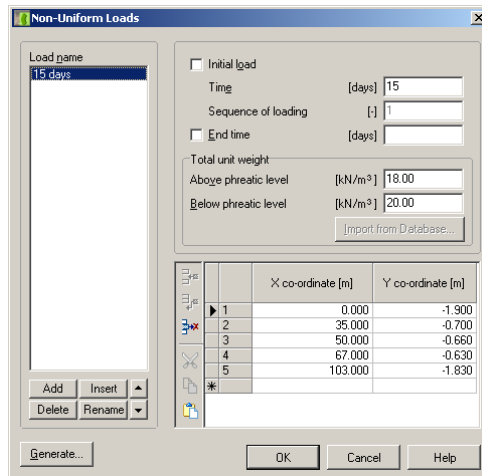 Non-Uniform Loads
Load name
15 days
Add Insert
Delete Rename
Initial load
Time [days] 15
Sequence of loading [-] 1
End time [days]
Total unit weight
Above phreatic level [kN/m³] 18.00
Below phreatic level [kN/m³] 20.00
Import from Database...
X co-ordinate [m] Y co-ordinate [m]
1 0.000 -1.900
2 35.000 -0.700
3 50.000 -0.660
4 67.000 -0.630
5 103.000 -1.830
Generate... OK Cancel Help